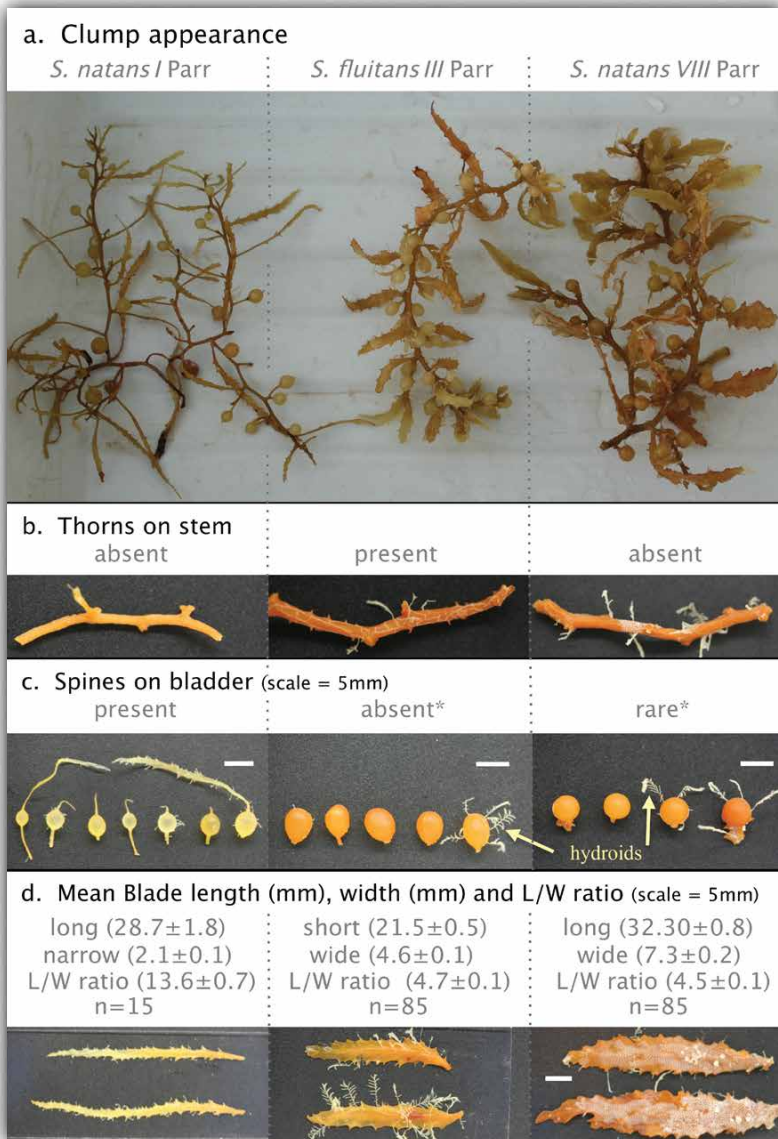 a. Clump appearance
S. natans I Parr
S. fluitans III Parr
S. natans VIII Parr
b. Thorns on stem
absent
present
absent
c. Spines on bladder (scale = 5mm)
present
absent*
rare*
hydroids
d. Mean Blade length (mm), width (mm) and L/W ratio (scale = 5mm)
long (28.7±1.8)
narrow (2.1±0.1)
L/W ratio (13.6±0.7)
n=15
short (21.5±0.5)
wide (4.6±0.1)
L/W ratio (4.7±0.1)
n=85
long (32.30±0.8)
wide (7.3±0.2)
L/W ratio (4.5±0.1)
n=85